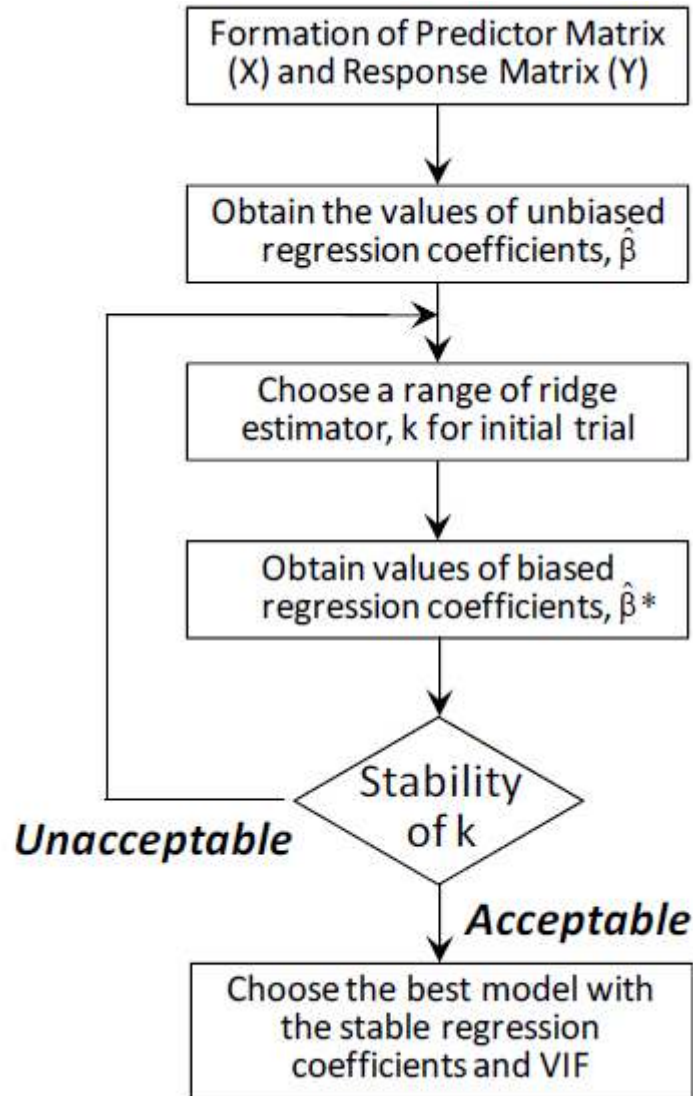 Formation of Predictor Matrix
(X) and Response Matrix (Y)
Obtain the values of unbiased
regression coefficients, β̂
Choose a range of ridge
estimator, k for initial trial
Obtain values of biased
regression coefficients, β̂*
Stability
of k
Unacceptable
Acceptable
Choose the best model with
the stable regression
coefficients and VIF